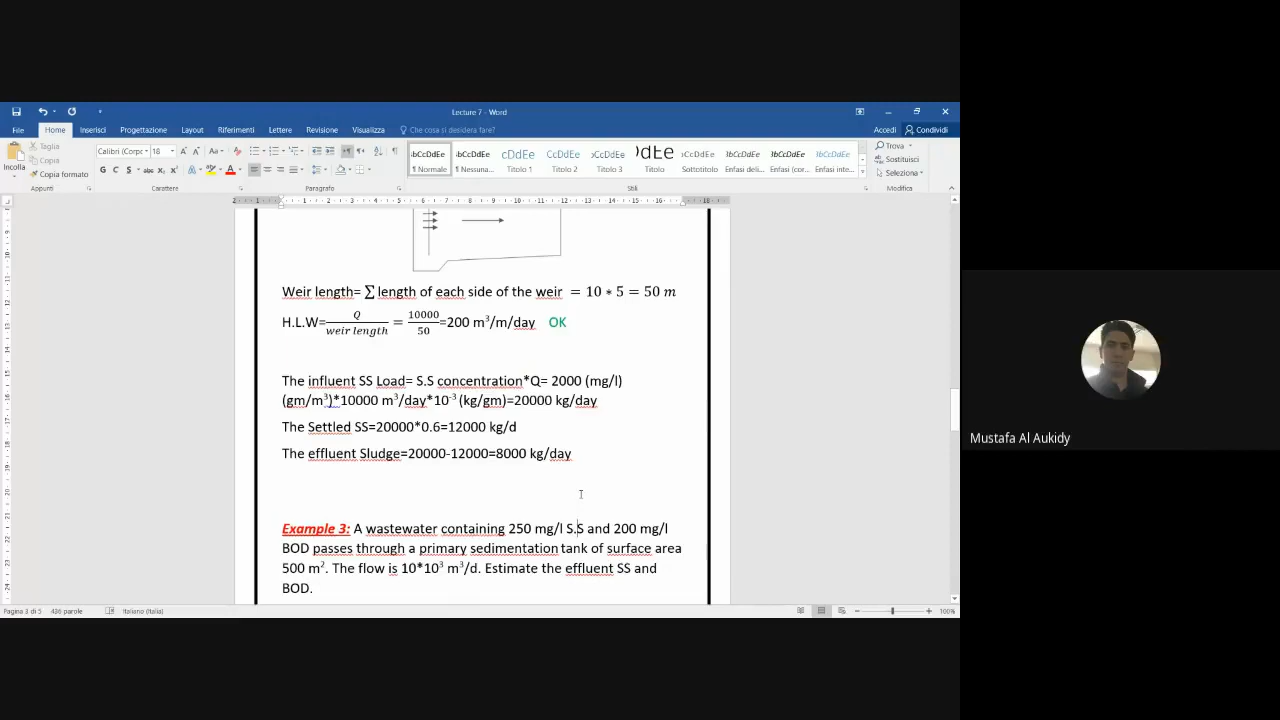 Lecture 7 - Word
File Home Inserisci Progettazione Layout Riferimenti Lettere Revisione Visualizza Che cosa si desidera fare? Accedi Condividi
Incolla
Taglia
Copia
Copia formato
Appunti
Calibri (Corpo 18
G C S abc x₂ x²
Carattere
Paragrafo
AaBbCcDdEe
¶ Normale
¶ Nessuna...
Titolo 1
Titolo 2
Titolo 3
Titolo
Sottotitolo
Enfasi deli...
Enfasi (cor...
Enfasi inte...
Stili
Trova
Sostituisci
Seleziona
Modifica
Weir length= ∑ length of each side of the weir = 10 * 5 = 50 m
H.L.W= Q/weir length = 10000/50 =200 m³/m/day OK
The influent SS Load= S.S concentration*Q= 2000 (mg/l)
(gm/m³)*10000 m³/day*10⁻³ (kg/gm)=20000 kg/day
The Settled SS=20000*0.6=12000 kg/d
The effluent Sludge=20000-12000=8000 kg/day
Example 3: A wastewater containing 250 mg/l S.S and 200 mg/l
BOD passes through a primary sedimentation tank of surface area
500 m². The flow is 10*10³ m³/d. Estimate the effluent SS and
BOD.
Pagina 3 di 5 436 parole Italiano (Italia) 100%
Mustafa Al Aukidy